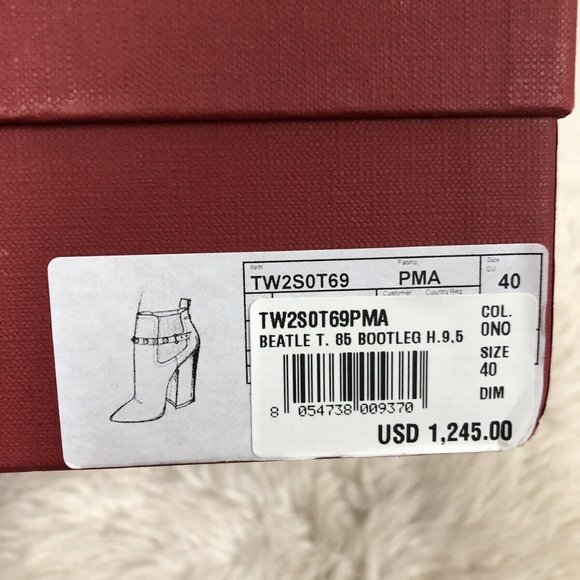 Item Fabric Size
EU
TW2S0T69 PMA 40
Customer Country Reg
TW2S0T69PMA COL.
BEATLE T. 85 BOOTLEG H.9.5 0NO
SIZE
40
DIM
8 054738 009370
USD 1,245.00